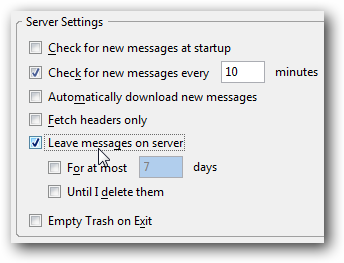 Server Settings
Check for new messages at startup
Check for new messages every 10 minutes
Automatically download new messages
Fetch headers only
Leave messages on server
For at most 7 days
Until I delete them
Empty Trash on Exit